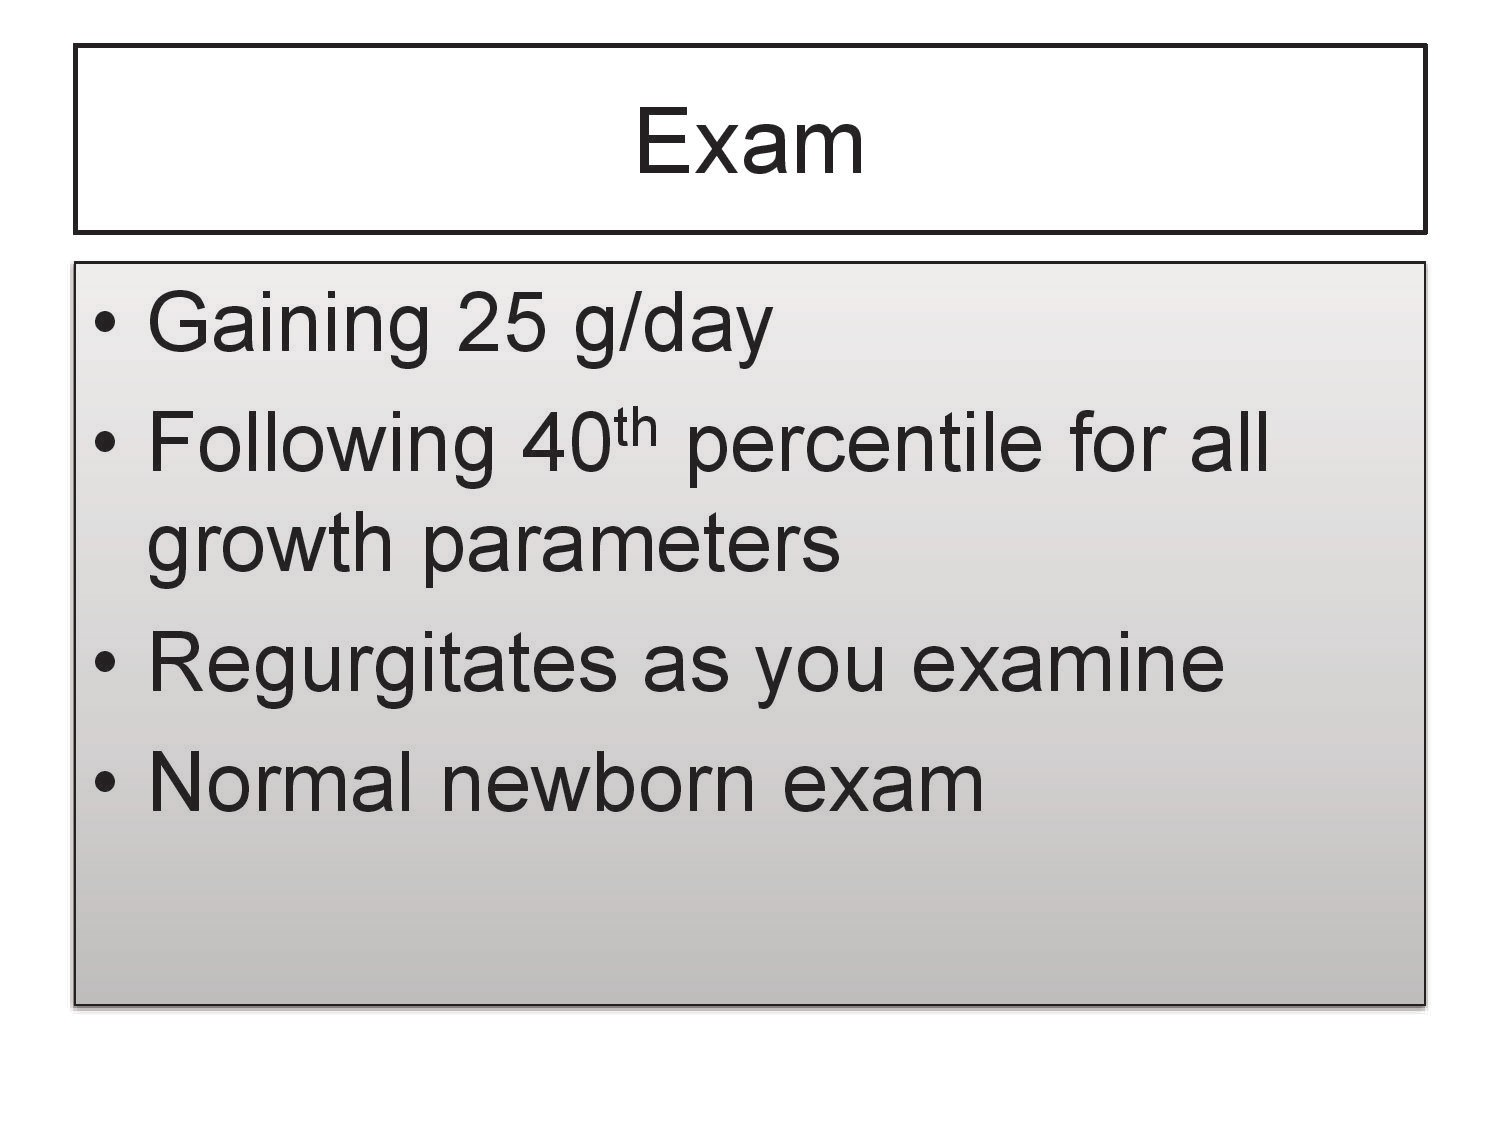 Exam
• Gaining 25 g/day
• Following 40th percentile for all
growth parameters
• Regurgitates as you examine
• Normal newborn exam